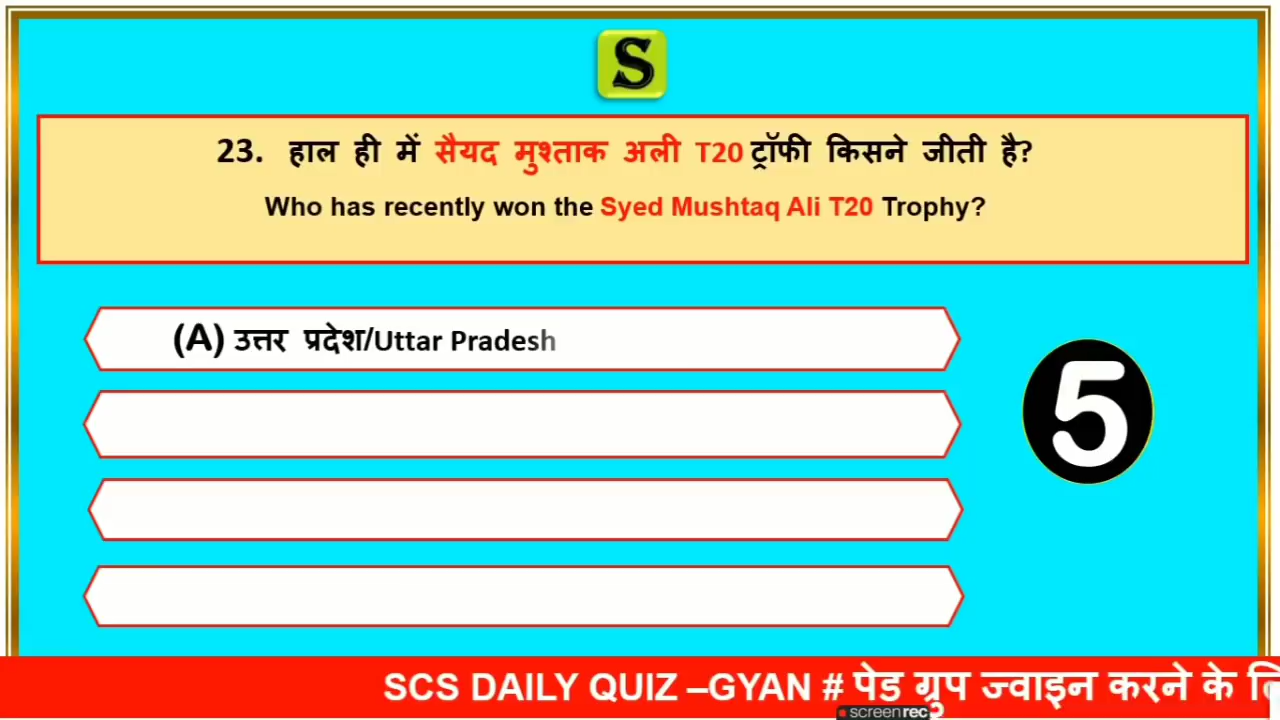 S
23. हाल ही में सैयद मुश्ताक अली T20 ट्रॉफी किसने जीती है?
Who has recently won the Syed Mushtaq Ali T20 Trophy?
(A) उत्तर प्रदेश/Uttar Pradesh
5
SCS DAILY QUIZ –GYAN # पेड ग्रुप ज्वाइन करने के लि
screenrec